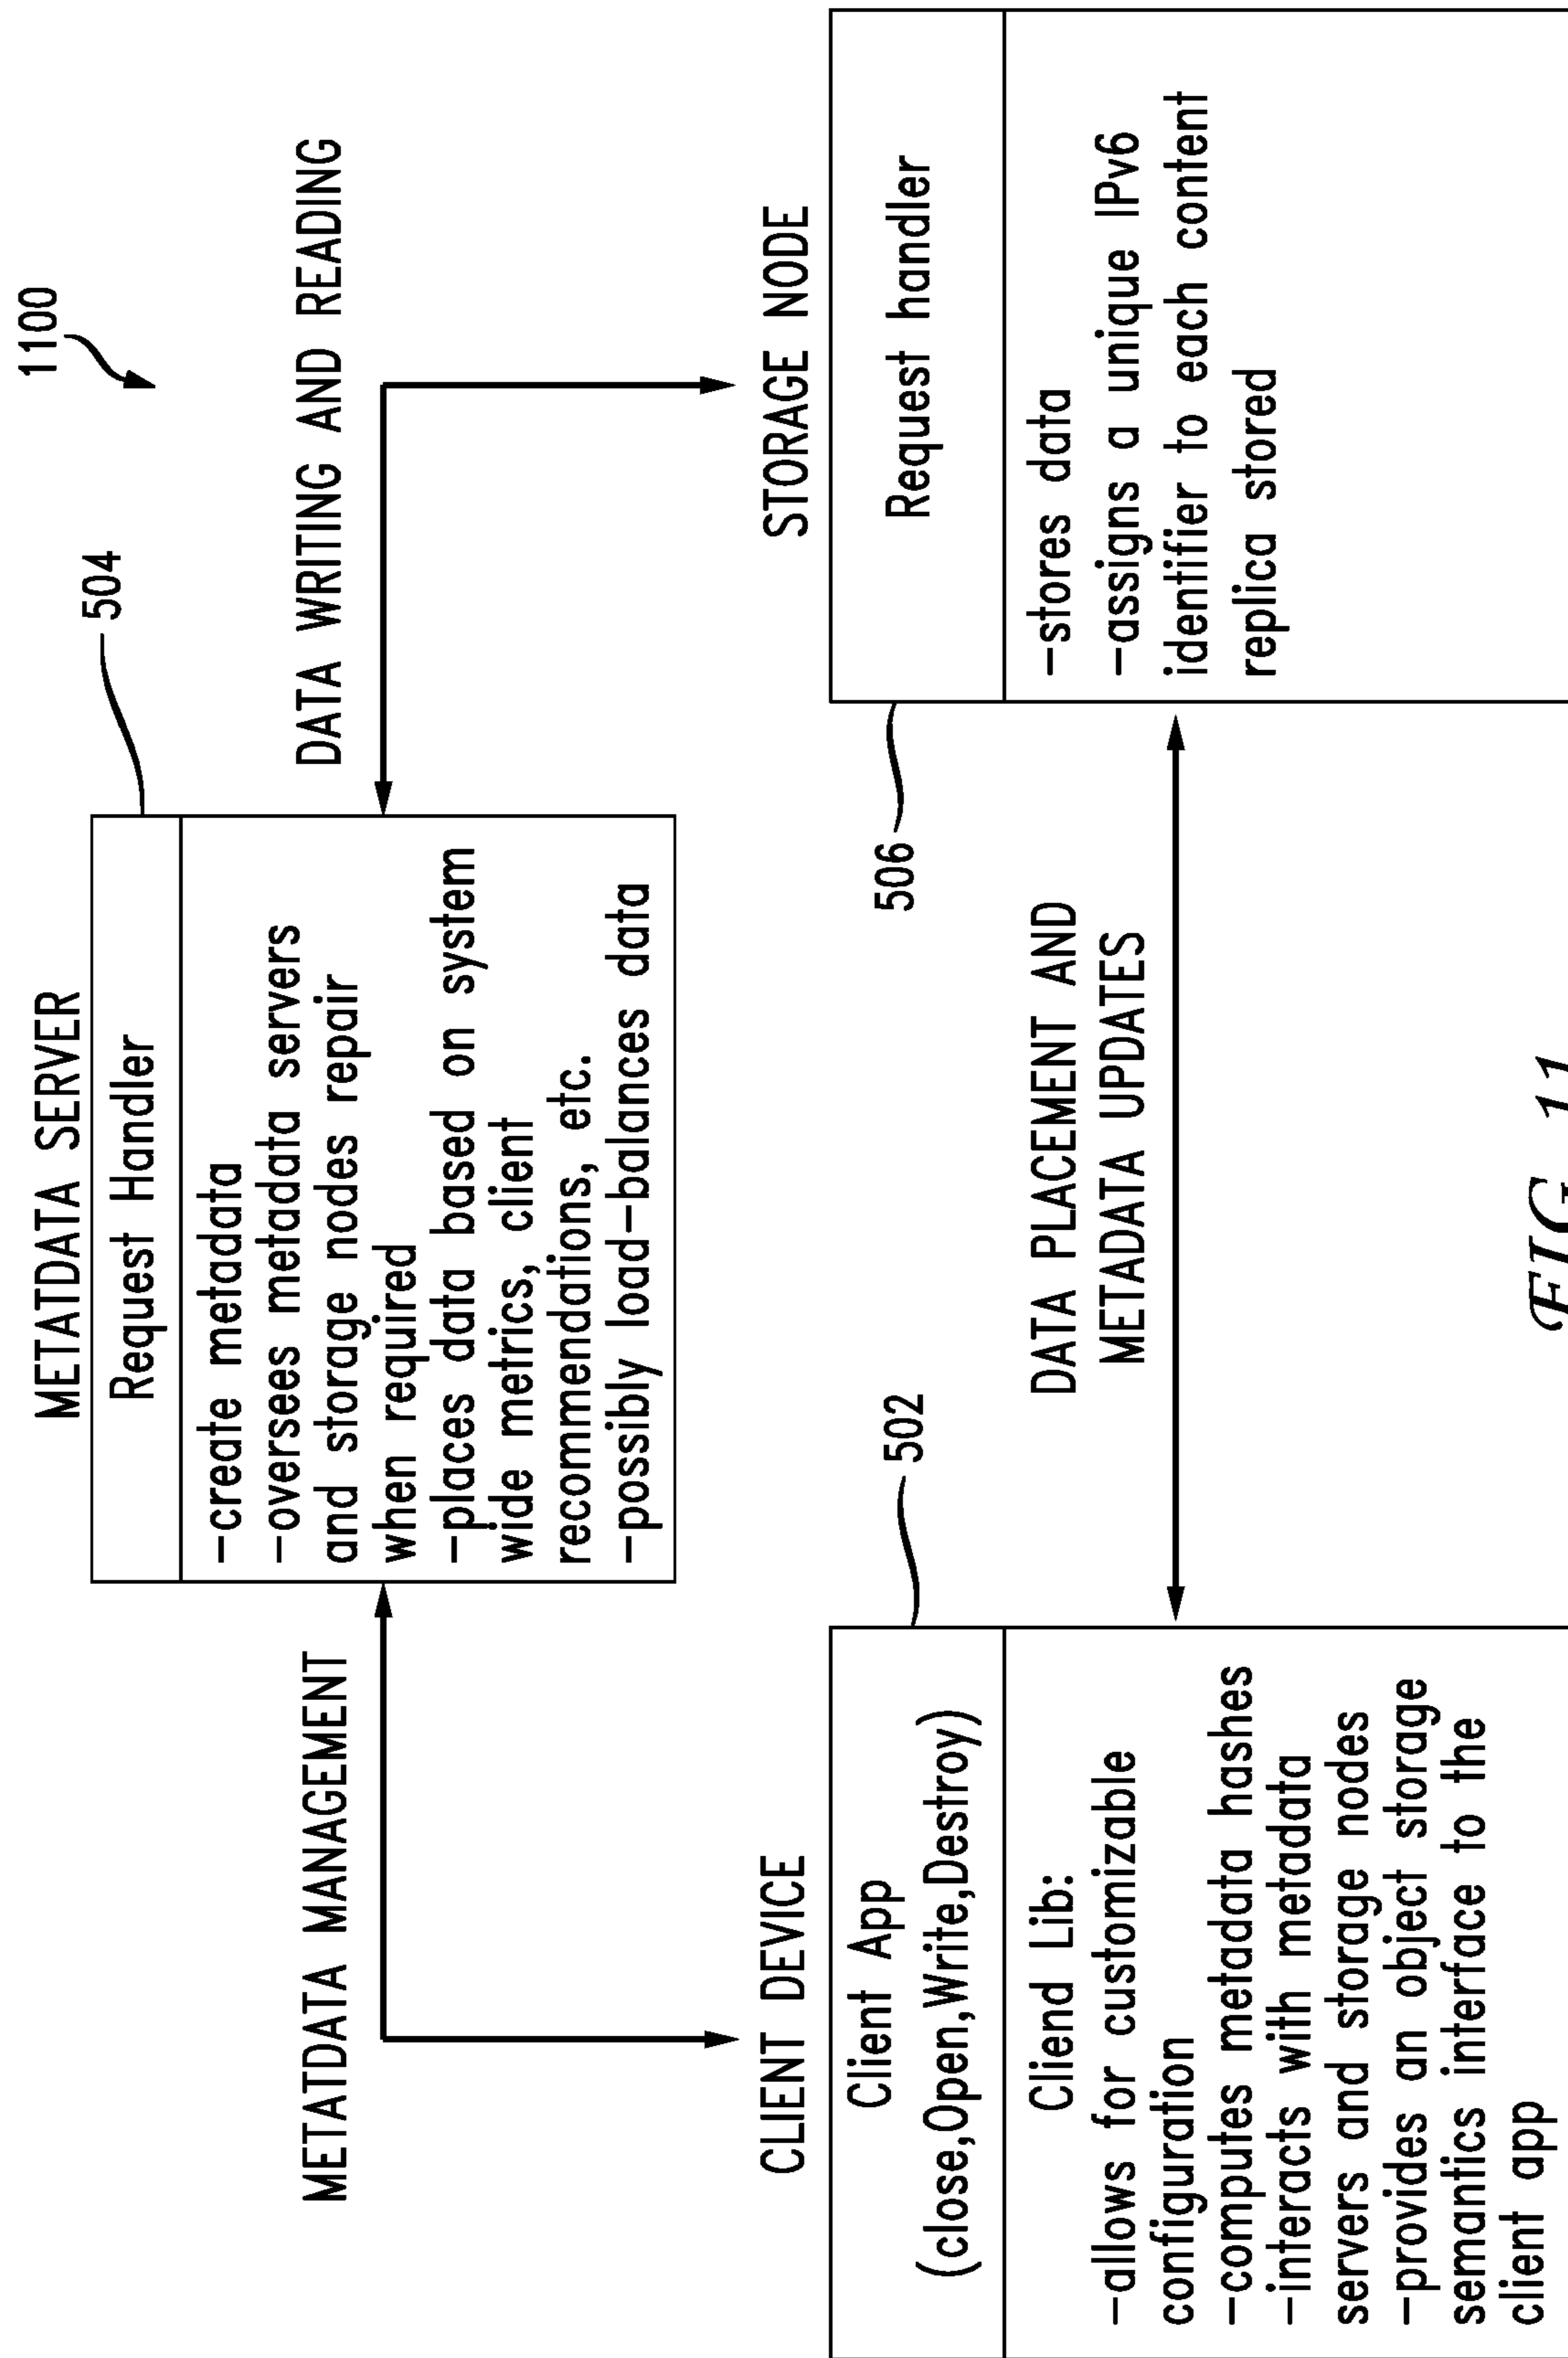 1100
METATDATA SERVER
504
Request Handler
-create metadata
-oversees metadata servers
and storage nodes repair
when required
-places data based on system
wide metrics, client
recommendations, etc.
-possibly load-balances data
METATDATA MANAGEMENT
DATA WRITING AND READING
CLIENT DEVICE
502
Client App
(close,Open,Write,Destroy)
Cliend Lib:
-allows for customizable
configuration
-computes metadata hashes
-interacts with metadata
servers and storage nodes
-provides an object storage
semantics interface to the
client app
DATA PLACEMENT AND
METADATA UPDATES
STORAGE NODE
506
Request handler
-stores data
-assigns a unique IPv6
identifier to each content
replica stored
FIG. 11